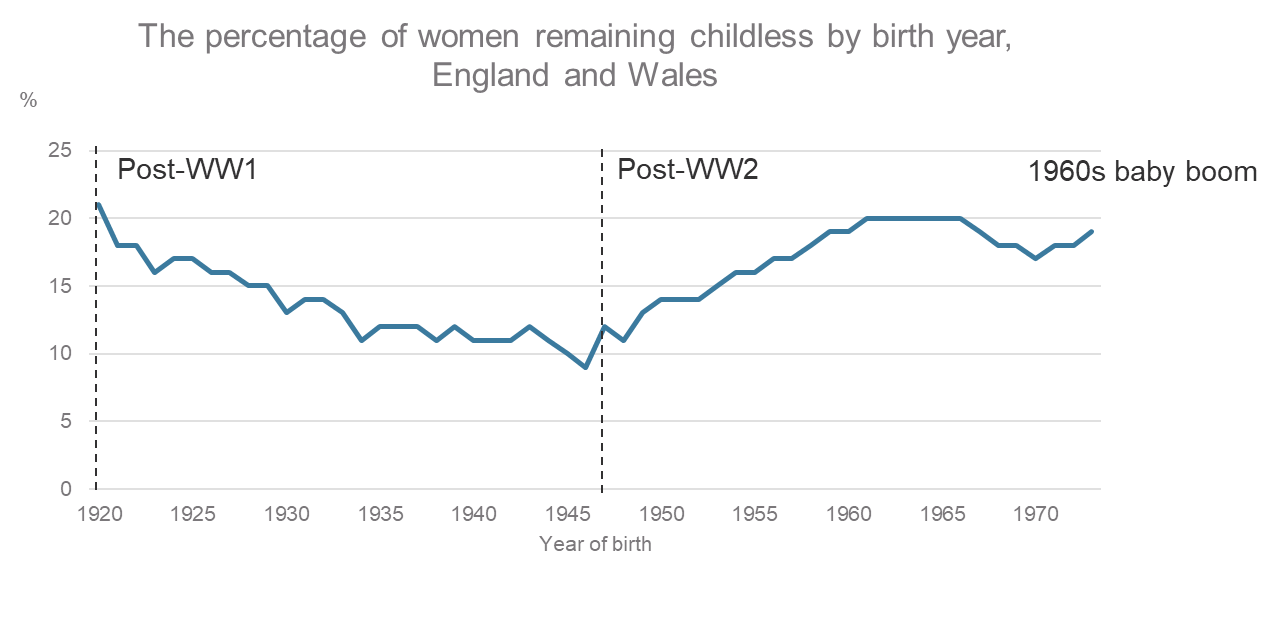 The percentage of women remaining childless by birth year,
England and Wales
%
25
Post-WW1
Post-WW2
1960s baby boom
20
15
10
5
0
1920 1925 1930 1935 1940 1945 1950 1955 1960 1965 1970
Year of birth